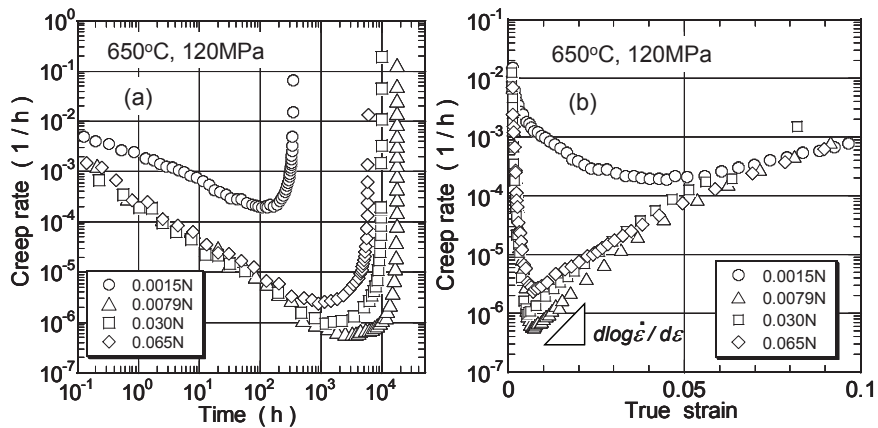 650°C, 120MPa
(a)
10⁰
10⁻¹
10⁻²
10⁻³
10⁻⁴
10⁻⁵
10⁻⁶
10⁻⁷
Creep rate ( 1 / h )
0.0015N
0.0079N
0.030N
0.065N
10⁻¹ 10⁰ 10¹ 10² 10³ 10⁴
Time ( h )
650°C, 120MPa
(b)
10⁻¹
10⁻²
10⁻³
10⁻⁴
10⁻⁵
10⁻⁶
10⁻⁷
Creep rate ( 1 / h )
dlogε̇ / dε
0.0015N
0.0079N
0.030N
0.065N
0 0.05 0.1
True strain